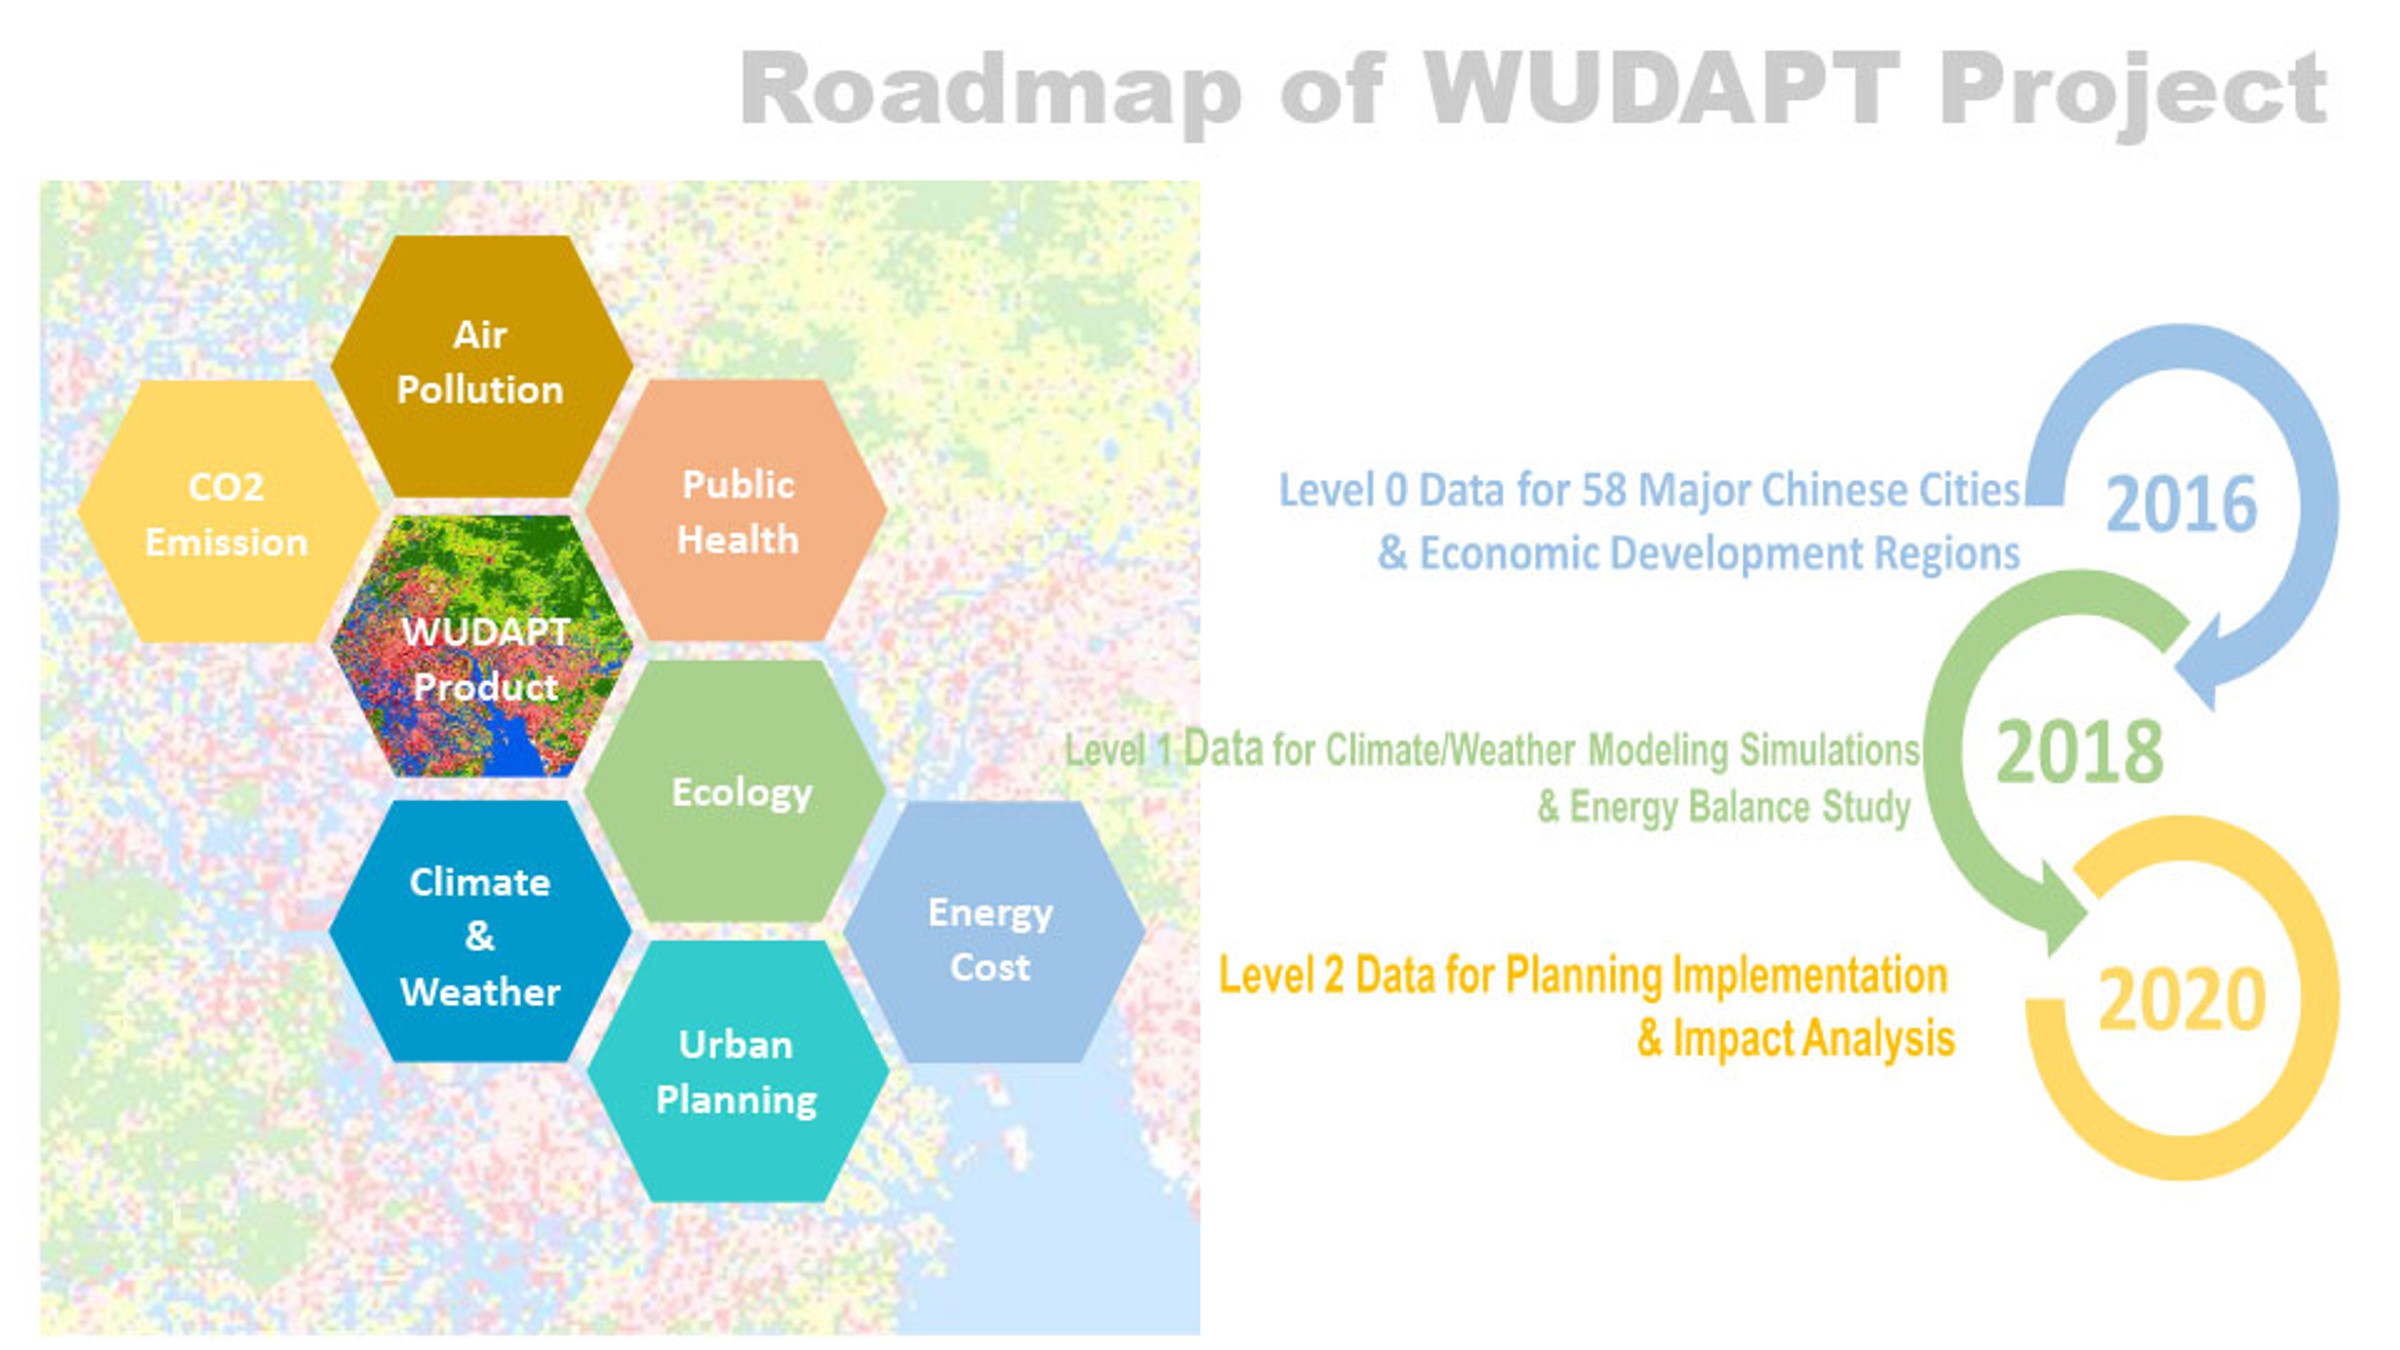 Roadmap of WUDAPT Project
Air
Pollution
CO2
Emission
Public
Health
WUDAPT
Product
Ecology
Climate
&
Weather
Energy
Cost
Urban
Planning
Level 0 Data for 58 Major Chinese Cities
& Economic Development Regions
2016
Level 1 Data for Climate/Weather Modeling Simulations
& Energy Balance Study
2018
Level 2 Data for Planning Implementation
& Impact Analysis
2020